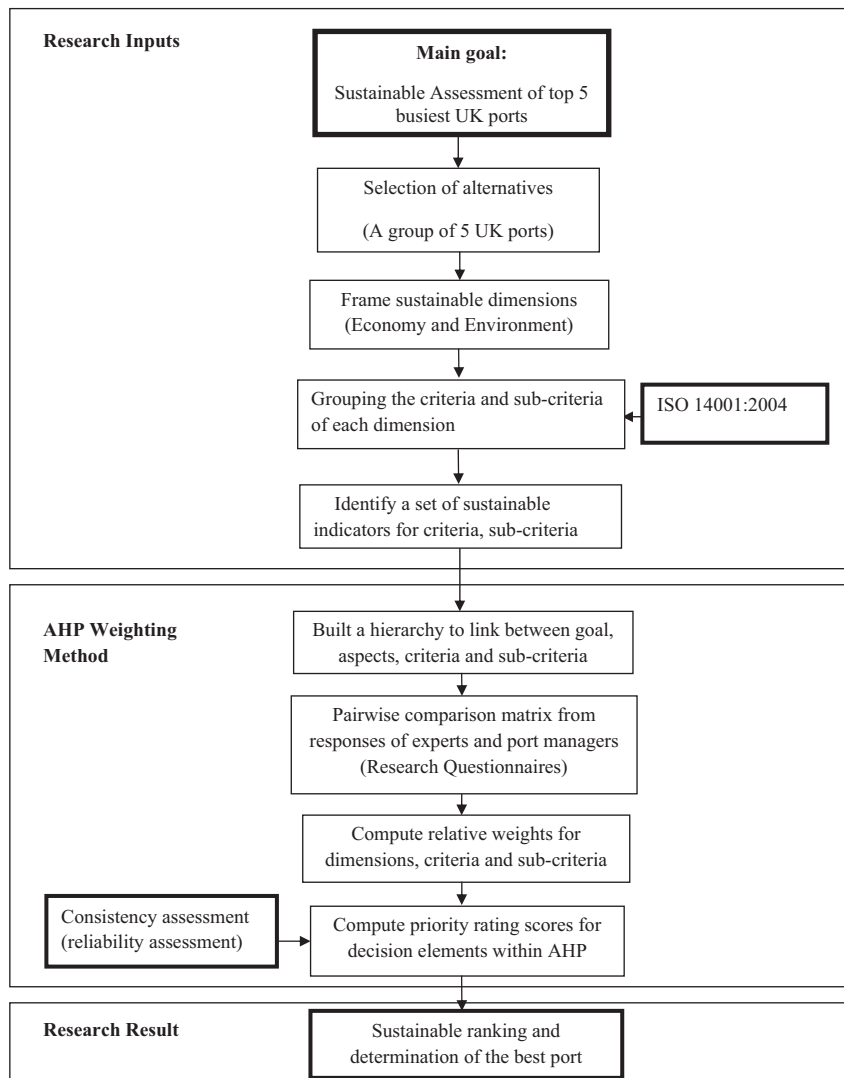 Research Inputs
Main goal:
Sustainable Assessment of top 5
busiest UK ports
Selection of alternatives
(A group of 5 UK ports)
Frame sustainable dimensions
(Economy and Environment)
Grouping the criteria and sub-criteria
of each dimension
ISO 14001:2004
Identify a set of sustainable
indicators for criteria, sub-criteria
AHP Weighting
Method
Built a hierarchy to link between goal,
aspects, criteria and sub-criteria
Pairwise comparison matrix from
responses of experts and port managers
(Research Questionnaires)
Compute relative weights for
dimensions, criteria and sub-criteria
Consistency assessment
(reliability assessment)
Compute priority rating scores for
decision elements within AHP
Research Result
Sustainable ranking and
determination of the best port